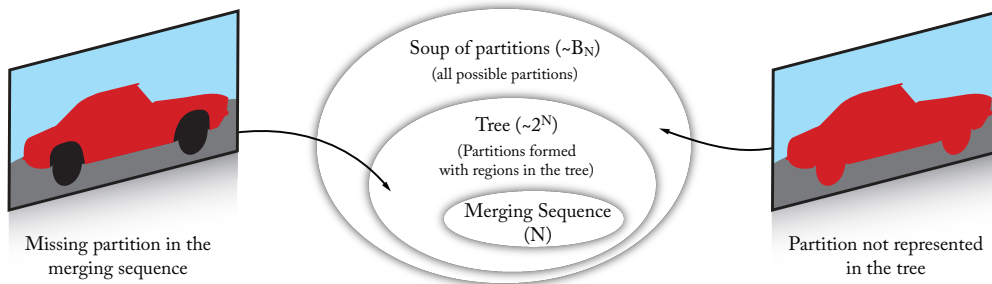 Soup of partitions (~B_N)
(all possible partitions)
Tree (~2^N)
(Partitions formed
with regions in the tree)
Merging Sequence
(N)
Missing partition in the
merging sequence
Partition not represented
in the tree